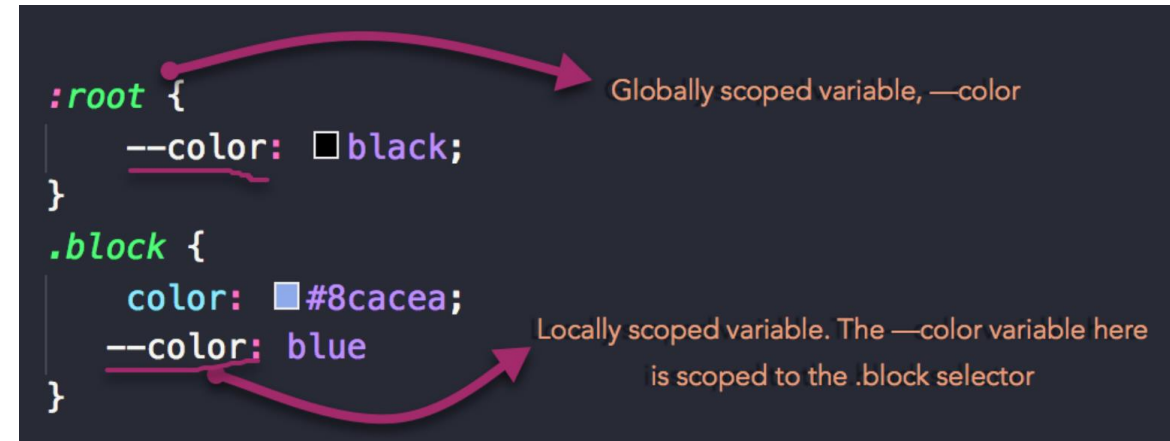 :root {
Globally scoped variable, —color
--color: black;
}
.block {
color: #8cacea;
Locally scoped variable. The —color variable here
--color: blue
is scoped to the .block selector
}